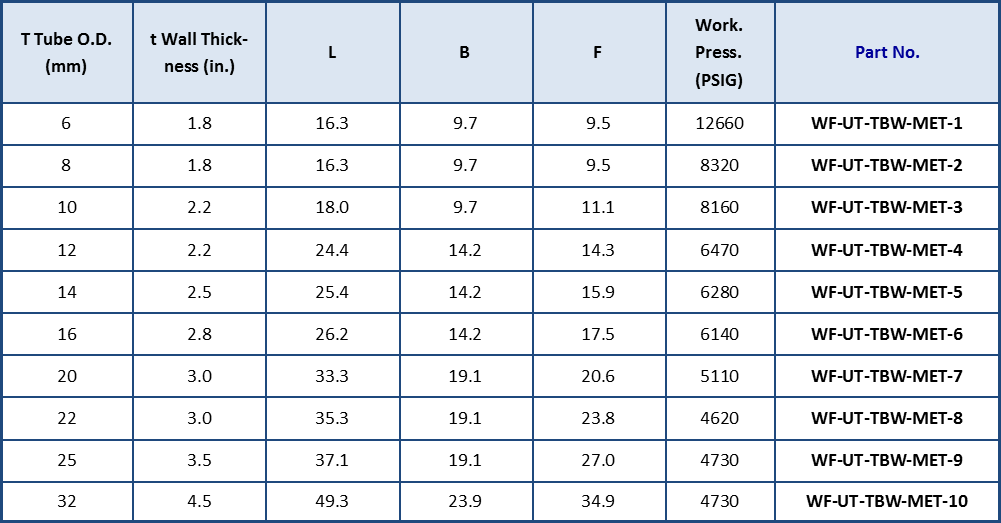 T Tube O.D. (mm) t Wall Thick-ness (in.) L B F Work. Press. (PSIG) Part No.
6 1.8 16.3 9.7 9.5 12660 WF-UT-TBW-MET-1
8 1.8 16.3 9.7 9.5 8320 WF-UT-TBW-MET-2
10 2.2 18.0 9.7 11.1 8160 WF-UT-TBW-MET-3
12 2.2 24.4 14.2 14.3 6470 WF-UT-TBW-MET-4
14 2.5 25.4 14.2 15.9 6280 WF-UT-TBW-MET-5
16 2.8 26.2 14.2 17.5 6140 WF-UT-TBW-MET-6
20 3.0 33.3 19.1 20.6 5110 WF-UT-TBW-MET-7
22 3.0 35.3 19.1 23.8 4620 WF-UT-TBW-MET-8
25 3.5 37.1 19.1 27.0 4730 WF-UT-TBW-MET-9
32 4.5 49.3 23.9 34.9 4730 WF-UT-TBW-MET-10